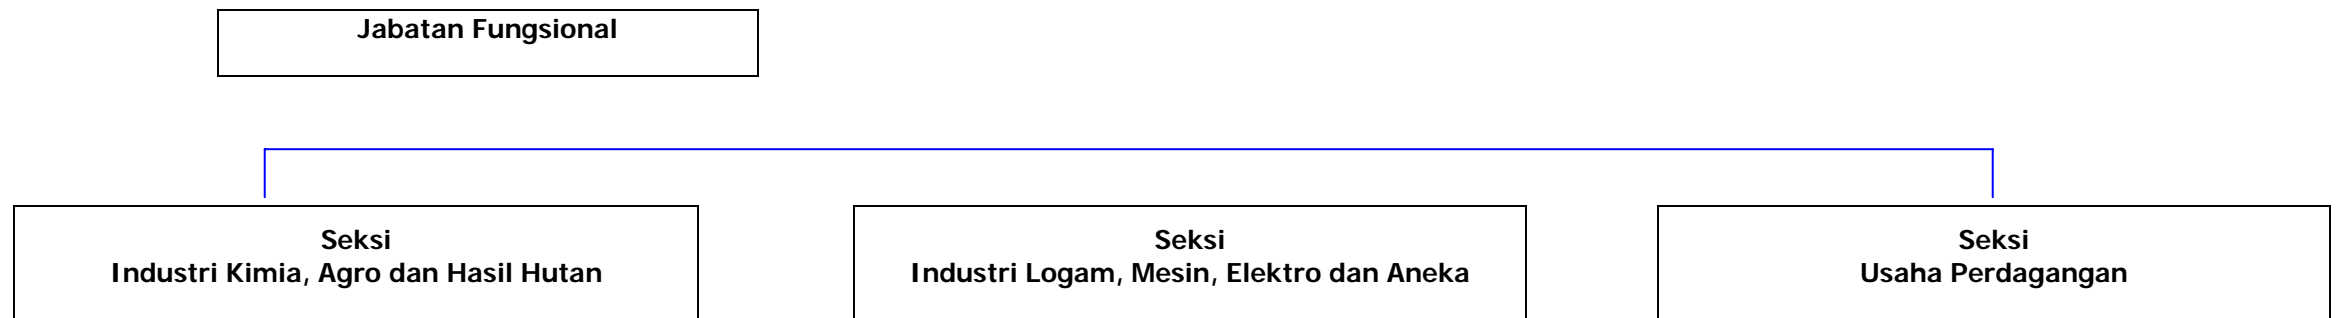 Jabatan Fungsional
Seksi
Industri Kimia, Agro dan Hasil Hutan
Seksi
Industri Logam, Mesin, Elektro dan Aneka
Seksi
Usaha Perdagangan